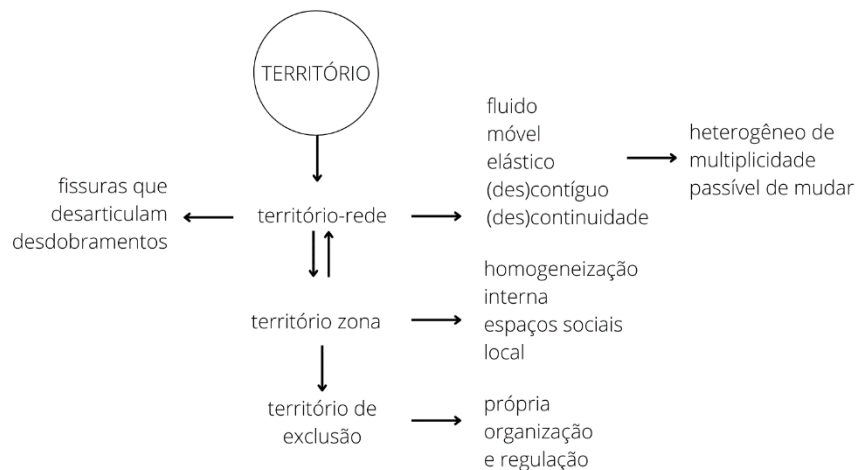 TERRITÓRIO
fluido
móvel
elástico
(des)contíguo
(des)continuidade
heterogêneo de
multiplicidade
passível de mudar
fissuras que
desarticulam
desdobramentos
território-rede
homogeneização
interna
espaços sociais
local
território zona
território de
exclusão
própria
organização
e regulação